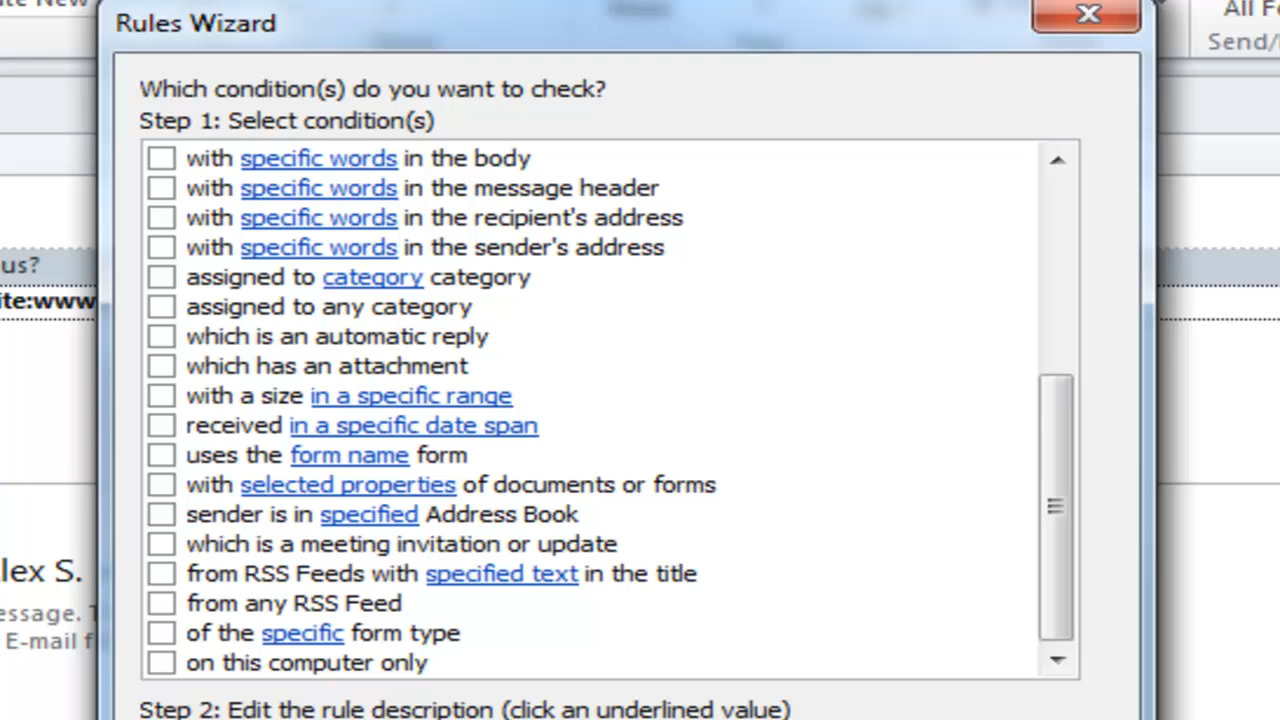 Rules Wizard
All
Send/
Which condition(s) do you want to check?
Step 1: Select condition(s)
with specific words in the body
with specific words in the message header
with specific words in the recipient's address
with specific words in the sender's address
us?
assigned to category category
ite:www
assigned to any category
which is an automatic reply
which has an attachment
with a size in a specific range
received in a specific date span
uses the form name form
with selected properties of documents or forms
sender is in specified Address Book
which is a meeting invitation or update
lex S.
from RSS Feeds with specified text in the title
from any RSS Feed
essage.
of the specific form type
E-mail
on this computer only
Step 2: Edit the rule description (click an underlined value)